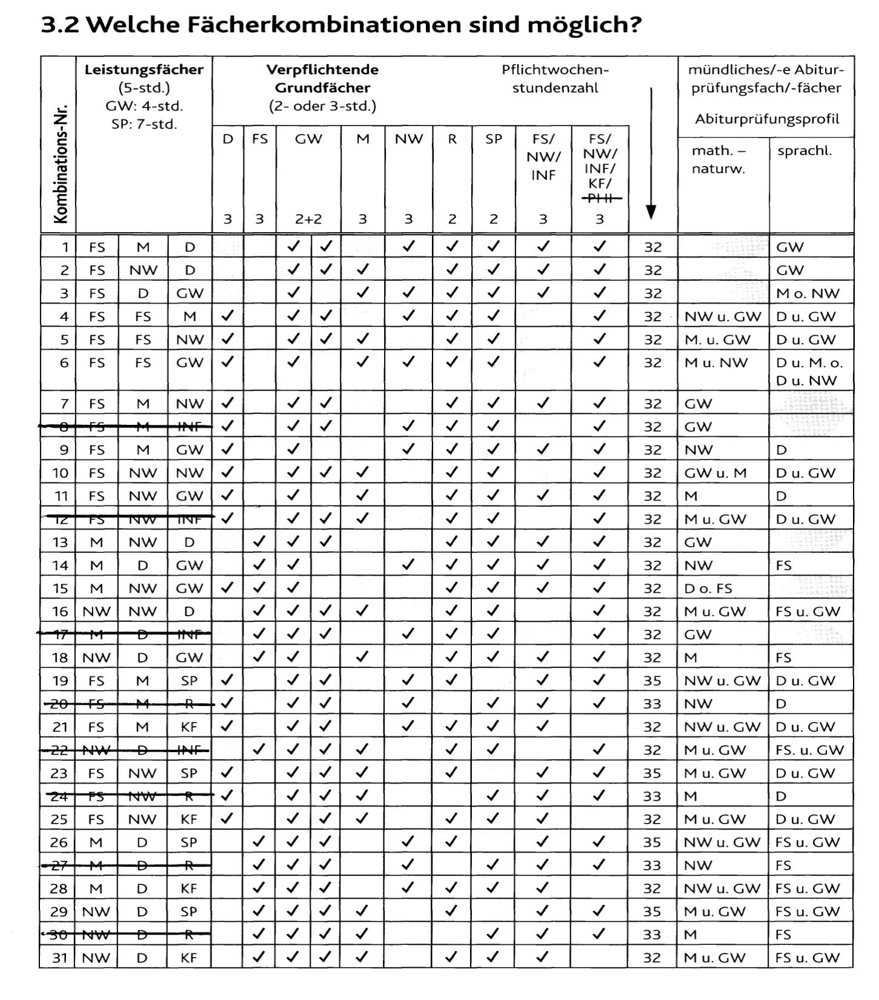 3.2 Welche Fächerkombinationen sind möglich?
Kombinations-Nr.
Leistungsfächer
(5-std.)
GW: 4-std.
SP: 7-std.
Verpflichtende
Grundfächer
(2- oder 3-std.)
Pflichtwochen-
stundenzahl
mündliches/-e Abitur-
prüfungsfach/-fächer
Abiturprüfungsprofil
D FS GW M NW R SP FS/ NW/ INF FS/ NW/ INF/ KF/ PHI
math. – naturw. sprachl.
3 3 2+2 3 3 2 2 3 3
1 FS M D ✓ ✓ ✓ ✓ ✓ ✓ ✓ 32 GW
2 FS NW D ✓ ✓ ✓ ✓ ✓ ✓ ✓ 32 GW
3 FS D GW ✓ ✓ ✓ ✓ ✓ ✓ ✓ 32 M o. NW
4 FS FS M ✓ ✓ ✓ ✓ ✓ ✓ ✓ 32 NW u. GW D u. GW
5 FS FS NW ✓ ✓ ✓ ✓ ✓ ✓ ✓ 32 M. u. GW D u. GW
6 FS FS GW ✓ ✓ ✓ ✓ ✓ ✓ ✓ 32 M u. NW D u. M. o.
D u. NW
7 FS M NW ✓ ✓ ✓ ✓ ✓ ✓ ✓ 32 GW
8 FS M INF ✓ ✓ ✓ ✓ ✓ ✓ ✓ 32 GW
9 FS M GW ✓ ✓ ✓ ✓ ✓ ✓ ✓ 32 NW D
10 FS NW NW ✓ ✓ ✓ ✓ ✓ ✓ ✓ 32 GW u. M D u. GW
11 FS NW GW ✓ ✓ ✓ ✓ ✓ ✓ ✓ 32 M D
12 FS NW INF ✓ ✓ ✓ ✓ ✓ ✓ ✓ 32 M u. GW D u. GW
13 M NW D ✓ ✓ ✓ ✓ ✓ ✓ ✓ 32 GW
14 M D GW ✓ ✓ ✓ ✓ ✓ ✓ ✓ 32 NW FS
15 M NW GW ✓ ✓ ✓ ✓ ✓ ✓ ✓ 32 D o. FS
16 NW NW D ✓ ✓ ✓ ✓ ✓ ✓ ✓ 32 M u. GW FS u. GW
17 M D INF ✓ ✓ ✓ ✓ ✓ ✓ ✓ 32 GW
18 NW D GW ✓ ✓ ✓ ✓ ✓ ✓ ✓ 32 M FS
19 FS M SP ✓ ✓ ✓ ✓ ✓ ✓ ✓ 35 NW u. GW D u. GW
20 FS M R ✓ ✓ ✓ ✓ ✓ ✓ ✓ 33 NW D
21 FS M KF ✓ ✓ ✓ ✓ ✓ ✓ ✓ 32 NW u. GW D u. GW
22 NW D INF ✓ ✓ ✓ ✓ ✓ ✓ ✓ 32 M u. GW FS. u. GW
23 FS NW SP ✓ ✓ ✓ ✓ ✓ ✓ ✓ 35 M u. GW D u. GW
24 FS NW R ✓ ✓ ✓ ✓ ✓ ✓ ✓ 33 M D
25 FS NW KF ✓ ✓ ✓ ✓ ✓ ✓ ✓ 32 M u. GW D u. GW
26 M D SP ✓ ✓ ✓ ✓ ✓ ✓ ✓ 35 NW u. GW FS u. GW
27 M D R ✓ ✓ ✓ ✓ ✓ ✓ ✓ 33 NW FS
28 M D KF ✓ ✓ ✓ ✓ ✓ ✓ ✓ 32 NW u. GW FS u. GW
29 NW D SP ✓ ✓ ✓ ✓ ✓ ✓ ✓ 35 M u. GW FS u. GW
30 NW D R ✓ ✓ ✓ ✓ ✓ ✓ ✓ 33 M FS
31 NW D KF ✓ ✓ ✓ ✓ ✓ ✓ ✓ 32 M u. GW FS u. GW